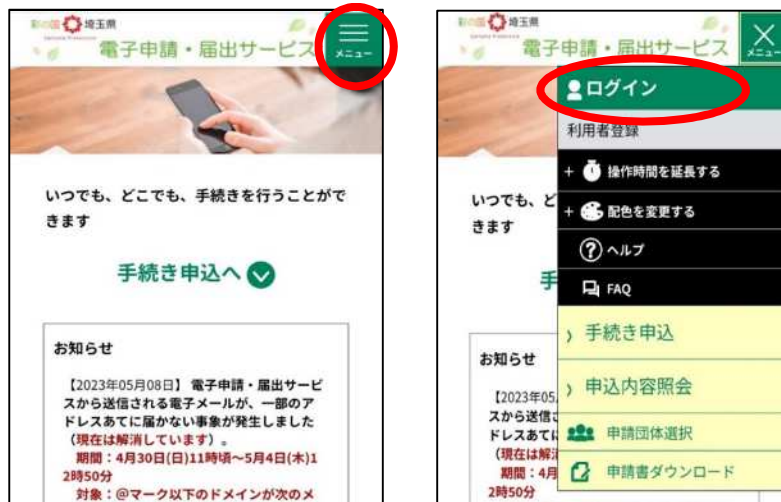 彩の国 埼玉県
電子申請・届出サービス
メニュー
いつでも、どこでも、手続きを行うことがで
きます
手続き申込へ
お知らせ
【2023年05月08日】 電子申請・届出サービ
スから送信される電子メールが、一部のア
ドレスあてに届かない事象が発生しました
（現在は解消しています）。
期間：4月30日(日)11時頃～5月4日(木)1
2時50分
対象：@マーク以下のドメインが次のメ
彩の国 埼玉県
電子申請・届出サービス
メニュー
ログイン
利用者登録
+ 操作時間を延長する
+ 配色を変更する
ヘルプ
FAQ
手続き申込
申込内容照会
申請団体選択
申請書ダウンロード
いつでも、ど
きます
手
お知らせ
【2023年05
スから送信
ドレスあて
（現在は解
期間：4月
2時50分